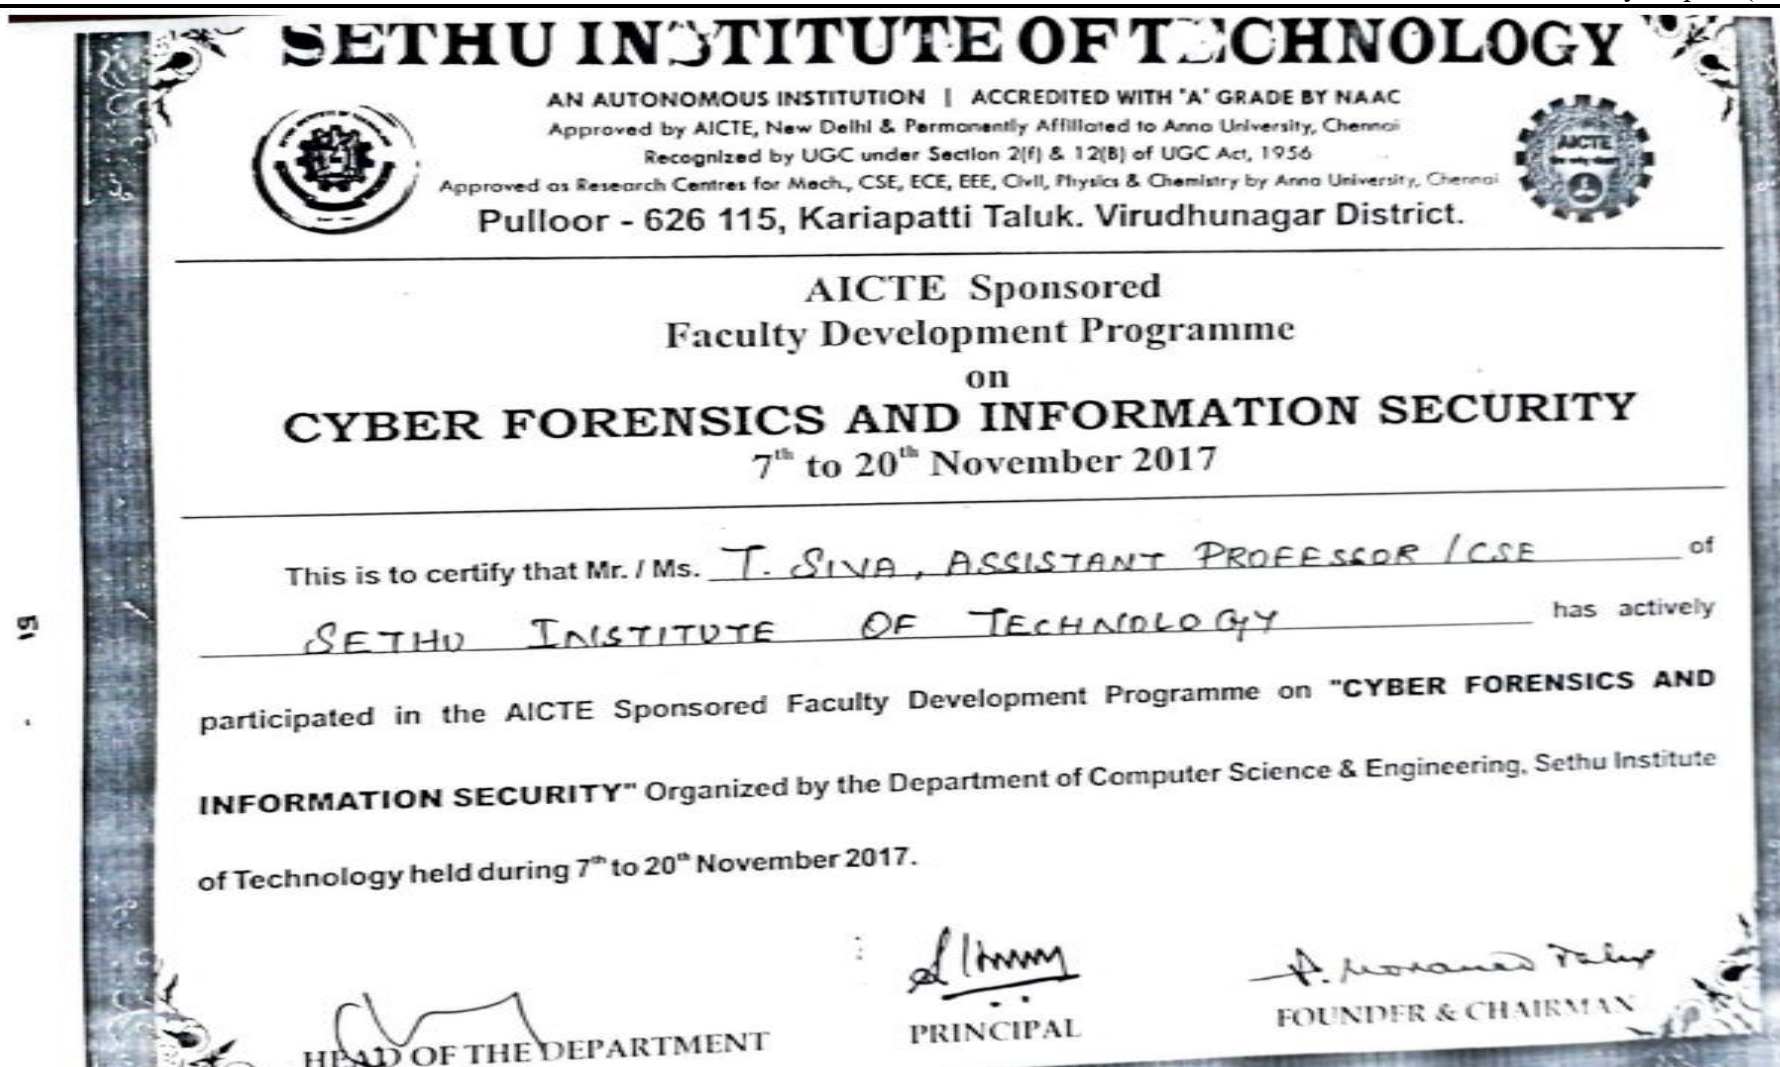 SETHU INSTITUTE OF TECHNOLOGY
AN AUTONOMOUS INSTITUTION | ACCREDITED WITH 'A' GRADE BY NAAC
Approved by AICTE, New Delhi & Permanently Affiliated to Anna University, Chennai
Recognized by UGC under Section 2(f) & 12(B) of UGC Act, 1956
Approved as Research Centres for Mech., CSE, ECE, EEE, Civil, Physics & Chemistry by Anna University, Chennai
Pulloor - 626 115, Kariapatti Taluk. Virudhunagar District.
AICTE
AICTE Sponsored
Faculty Development Programme
on
CYBER FORENSICS AND INFORMATION SECURITY
7th to 20th November 2017
This is to certify that Mr. / Ms. T. SIVA, ASSISTANT PROFESSOR / CSE of
SETHU INSTITUTE OF TECHNOLOGY has actively
participated in the AICTE Sponsored Faculty Development Programme on "CYBER FORENSICS AND
INFORMATION SECURITY" Organized by the Department of Computer Science & Engineering, Sethu Institute
of Technology held during 7th to 20th November 2017.
HEAD OF THE DEPARTMENT
PRINCIPAL
FOUNDER & CHAIRMAN